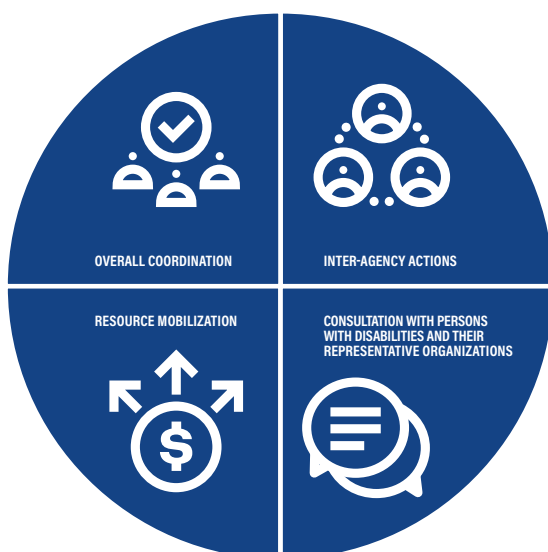 OVERALL COORDINATION
INTER-AGENCY ACTIONS
RESOURCE MOBILIZATION
CONSULTATION WITH PERSONS
WITH DISABILITIES AND THEIR
REPRESENTATIVE ORGANIZATIONS
$